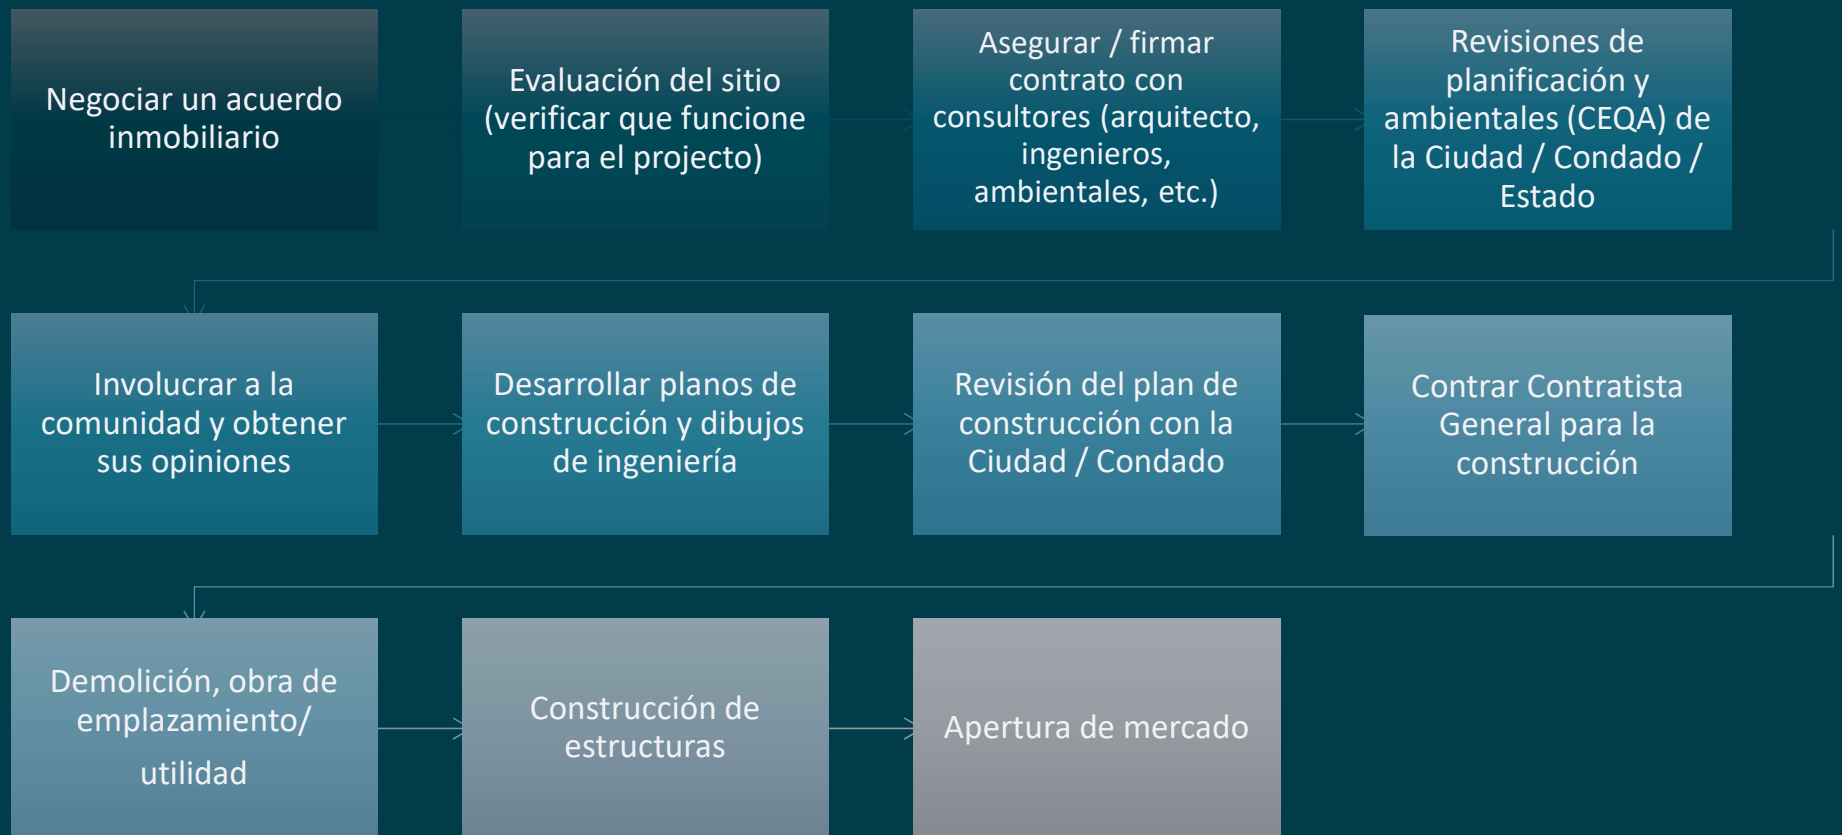 Negociar un acuerdo
inmobiliario
Evaluación del sitio
(verificar que funcione
para el projecto)
Asegurar / firmar
contrato con
consultores (arquitecto,
ingenieros,
ambientales, etc.)
Revisiones de
planificación y
ambientales (CEQA) de
la Ciudad / Condado /
Estado
Involucrar a la
comunidad y obtener
sus opiniones
Desarrollar planos de
construcción y dibujos
de ingeniería
Revisión del plan de
construcción con la
Ciudad / Condado
Contrar Contratista
General para la
construcción
Demolición, obra de
emplazamiento/
utilidad
Construcción de
estructuras
Apertura de mercado